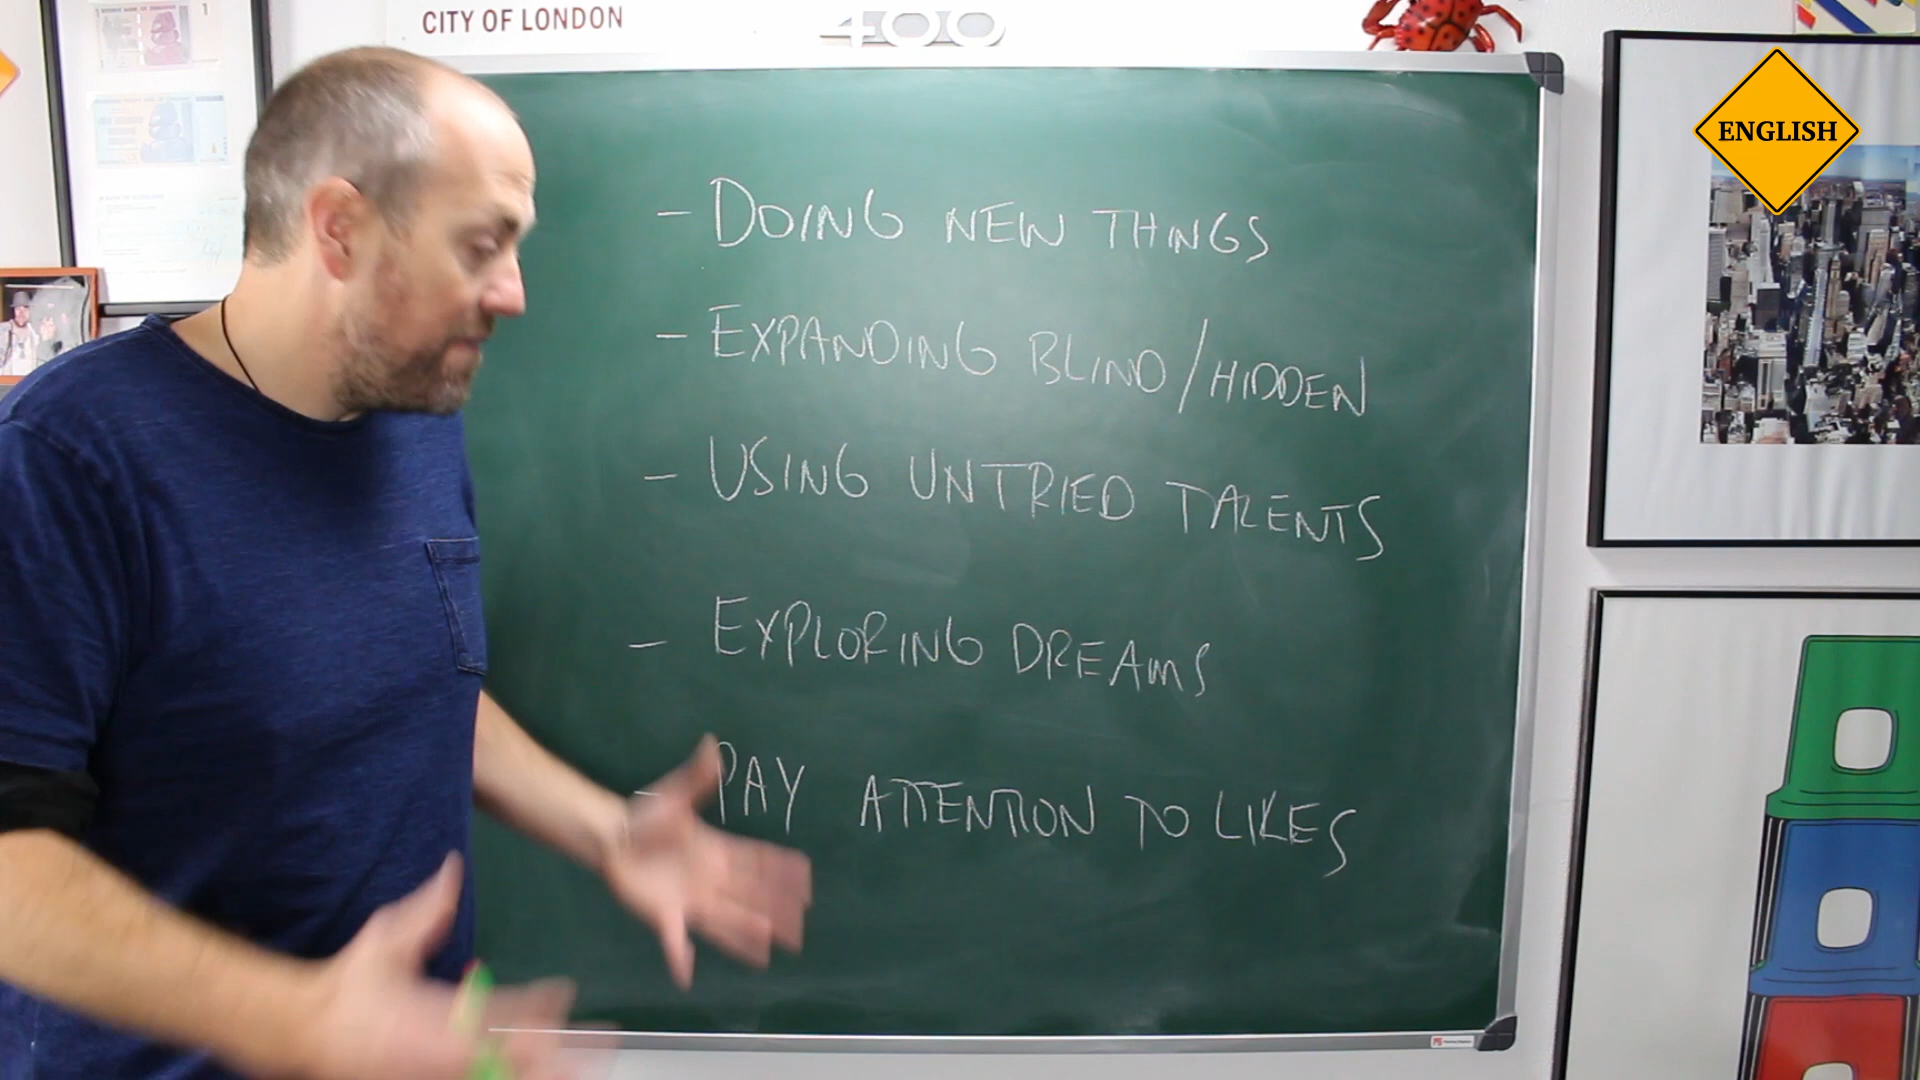 CITY OF LONDON
400
ENGLISH
- DOING NEW THINGS
- EXPANDING BLIND/HIDDEN
- USING UNTRIED TALENTS
- EXPLORING DREAMS
- PAY ATTENTION TO LIKES